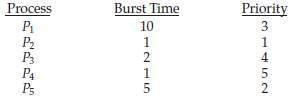 Process Burst Time Priority
P1 10 3
P2 1 1
P3 2 4
P4 1 5
P5 5 2